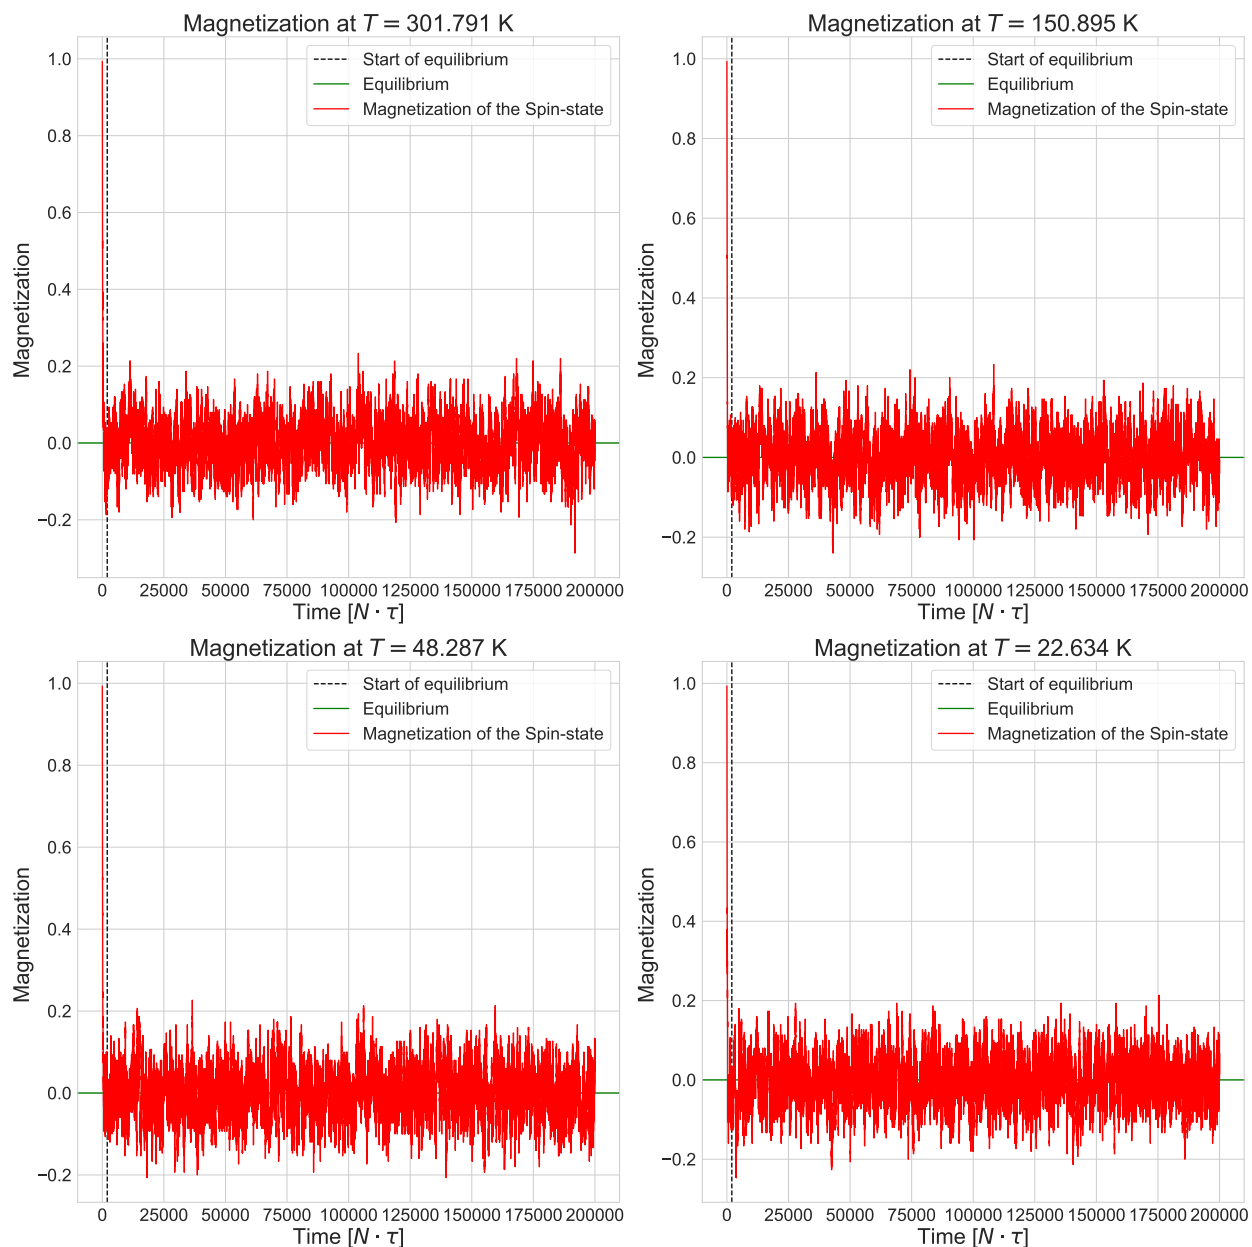 Magnetization at T = 301.791 K
Magnetization
1.0
0.8
0.6
0.4
0.2
0.0
−0.2
Start of equilibrium
Equilibrium
Magnetization of the Spin-state
0 25000 50000 75000 100000 125000 150000 175000 200000
Time [N · τ]
Magnetization at T = 150.895 K
Magnetization
1.0
0.8
0.6
0.4
0.2
0.0
−0.2
Start of equilibrium
Equilibrium
Magnetization of the Spin-state
0 25000 50000 75000 100000 125000 150000 175000 200000
Time [N · τ]
Magnetization at T = 48.287 K
Magnetization
1.0
0.8
0.6
0.4
0.2
0.0
−0.2
Start of equilibrium
Equilibrium
Magnetization of the Spin-state
0 25000 50000 75000 100000 125000 150000 175000 200000
Time [N · τ]
Magnetization at T = 22.634 K
Magnetization
1.0
0.8
0.6
0.4
0.2
0.0
−0.2
Start of equilibrium
Equilibrium
Magnetization of the Spin-state
0 25000 50000 75000 100000 125000 150000 175000 200000
Time [N · τ]